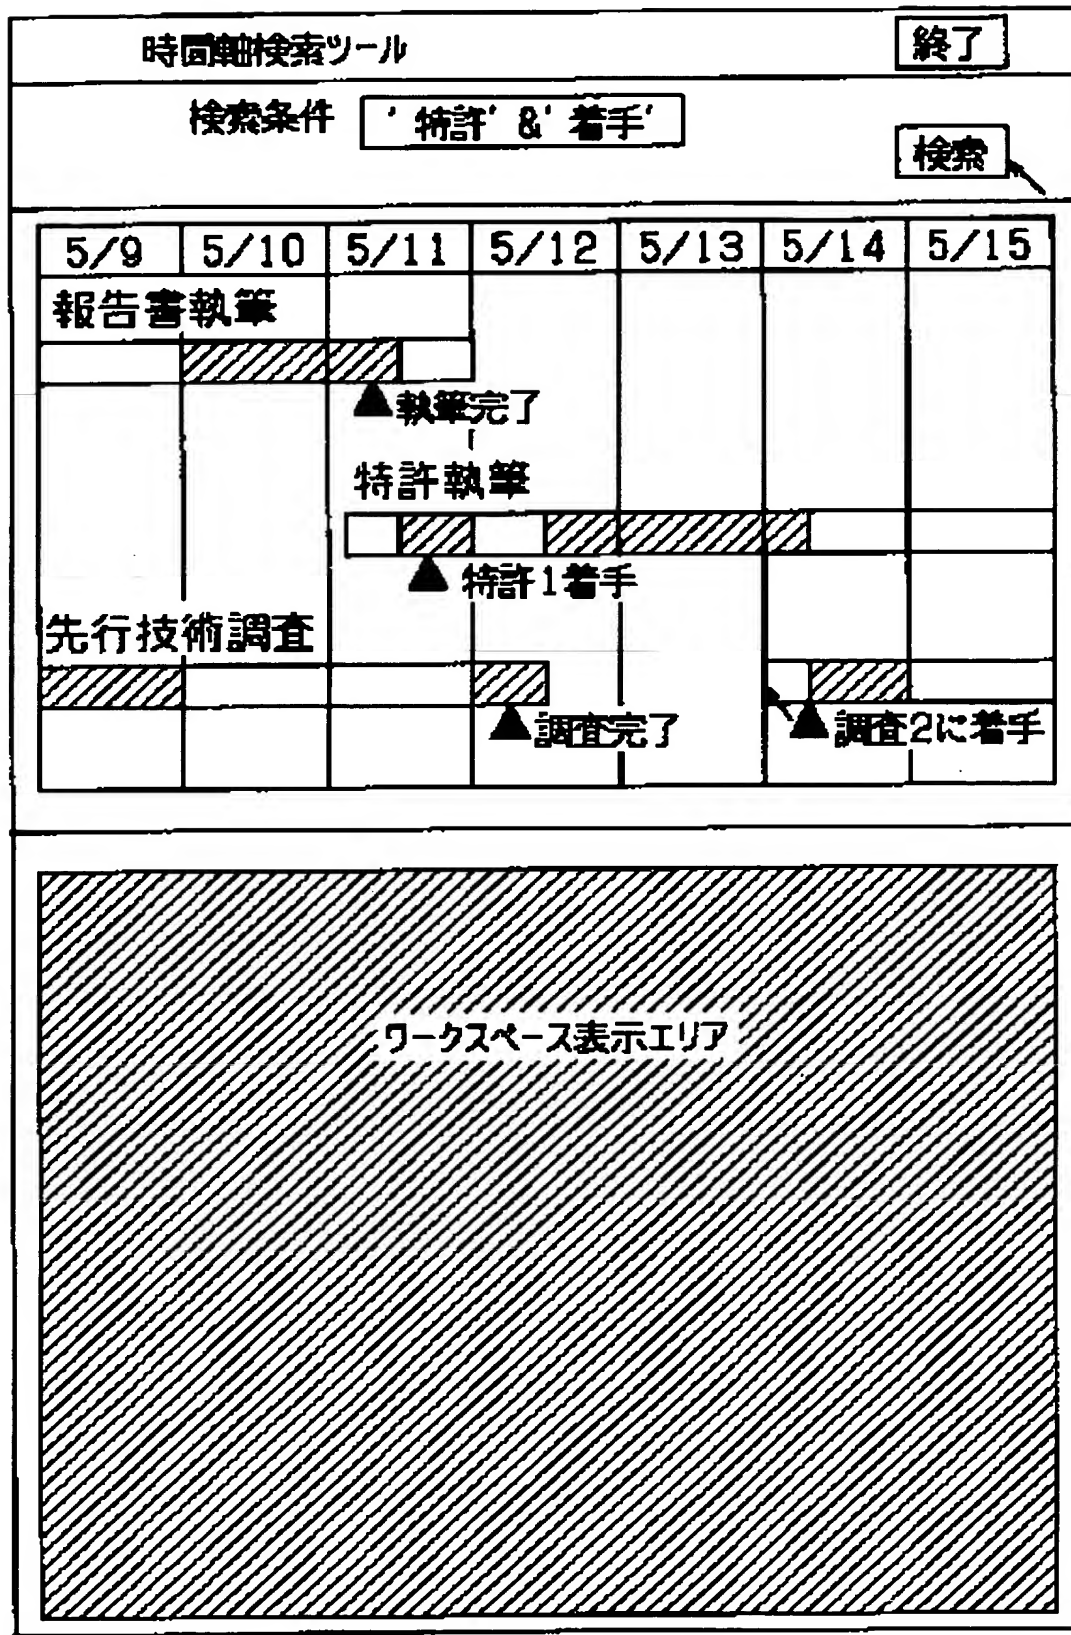 時間軸検索ツール 終了
検索条件 '特許'&'着手'
検索
5/9 5/10 5/11 5/12 5/13 5/14 5/15
報告書執筆
▲執筆完了
特許執筆
▲特許1着手
先行技術調査
▲調査完了 ▲調査2に着手
ワークスペース表示エリア